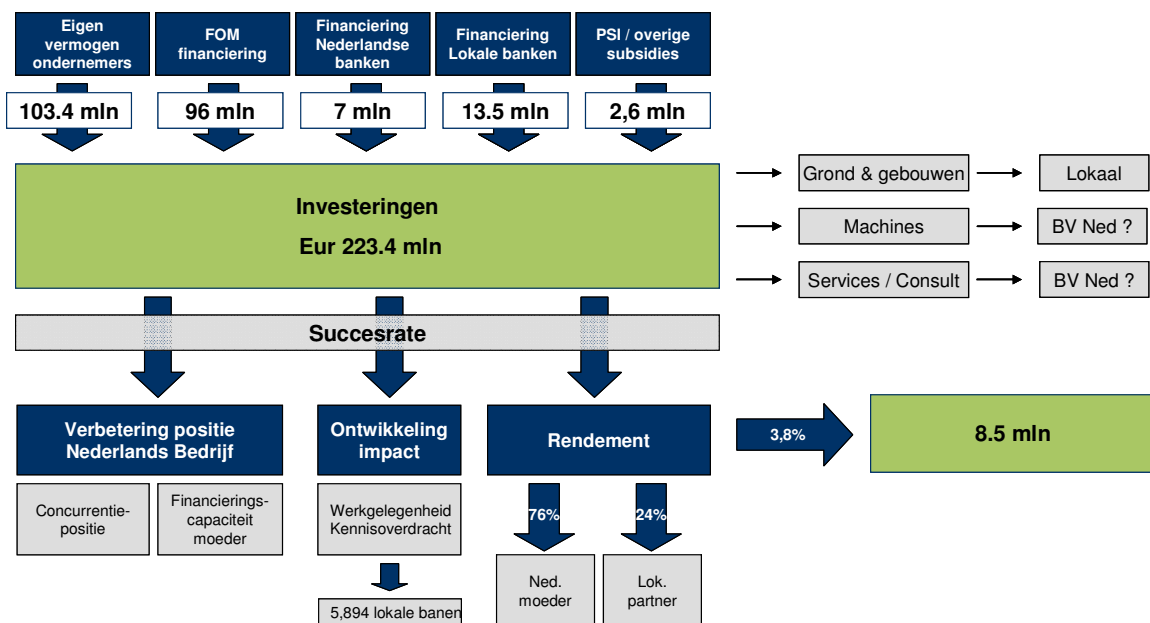 Eigen
vermogen
ondernemers
FOM
financiering
Financiering
Nederlandse
banken
Financiering
Lokale banken
PSI / overige
subsidies
103.4 mln
96 mln
7 mln
13.5 mln
2,6 mln
Investeringen
Eur 223.4 mln
Grond & gebouwen
Lokaal
Machines
BV Ned ?
Services / Consult
BV Ned ?
Succesrate
Verbetering positie
Nederlands Bedrijf
Ontwikkeling
impact
Rendement
3,8%
8.5 mln
Concurrentie-
positie
Financierings-
capaciteit
moeder
Werkgelegenheid
Kennisoverdracht
76%
24%
Ned.
moeder
Lok.
partner
5,894 lokale banen